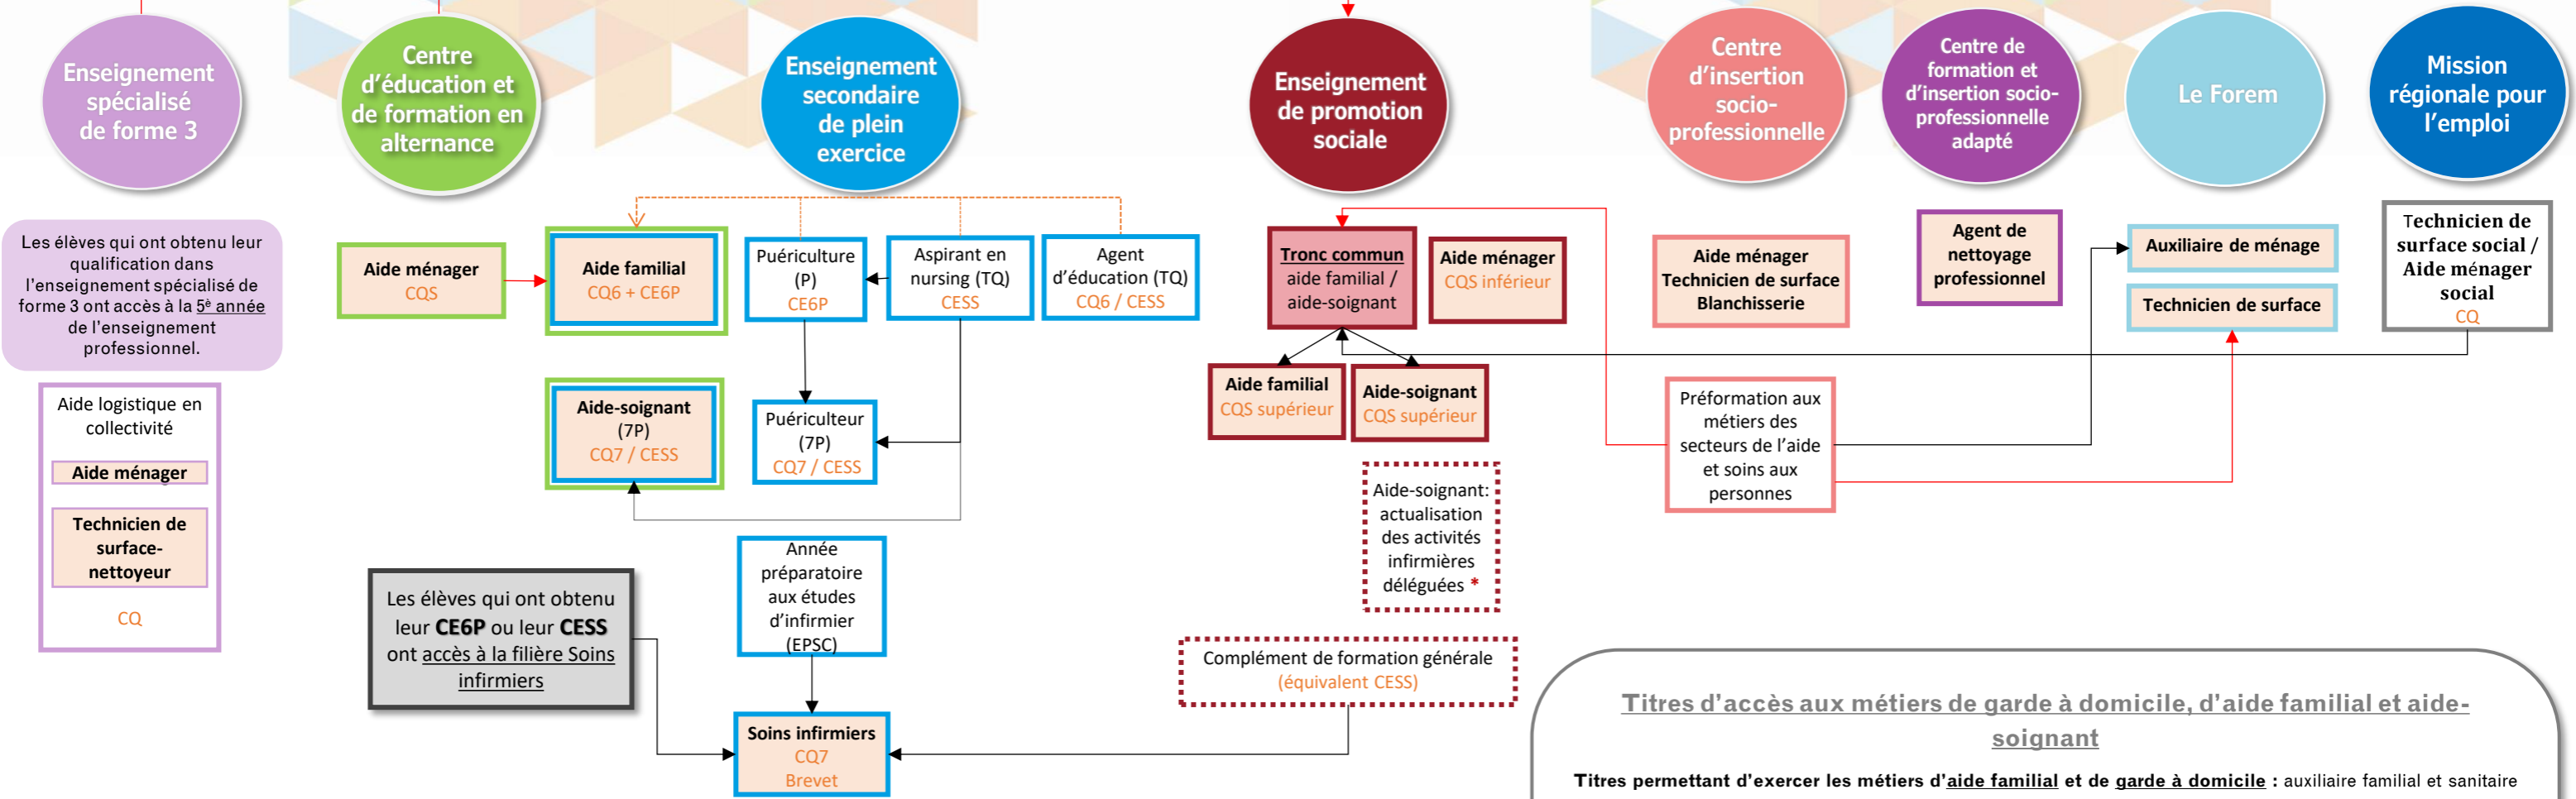 Enseignement
spécialisé
de forme 3
Centre
d'éducation et
de formation en
alternance
Enseignement
secondaire
de plein
exercice
Enseignement
de promotion
sociale
Centre
d'insertion
socio-
professionnelle
Centre de
formation et
d'insertion socio-
professionnelle
adapté
Le Forem
Mission
régionale pour
l'emploi
Les élèves qui ont obtenu leur
qualification dans
l'enseignement spécialisé de
forme 3 ont accès à la 5è année
de l'enseignement
professionnel.
Aide logistique en
collectivité
Aide ménager
Technicien de
surface-
nettoyeur
CQ
Aide ménager
CQS
Aide familial
CQ6 + CE6P
Puériculture
(P)
CE6P
Aspirant en
nursing (TQ)
CESS
Agent
d'éducation (TQ)
CQ6 / CESS
Aide-soignant
(7P)
CQ7 / CESS
Puériculteur
(7P)
CQ7 / CESS
Les élèves qui ont obtenu
leur CE6P ou leur CESS
ont accès à la filière Soins
infirmiers
Année
préparatoire
aux études
d'infirmier
(EPSC)
Soins infirmiers
CQ7
Brevet
Tronc commun
aide familial /
aide-soignant
Aide ménager
CQS inférieur
Aide familial
CQS supérieur
Aide-soignant
CQS supérieur
Aide-soignant:
actualisation
des activités
infirmières
déléguées *
Complément de formation générale
(équivalent CESS)
Aide ménager
Technicien de surface
Blanchisserie
Préformation aux
métiers des
secteurs de l'aide
et soins aux
personnes
Agent de
nettoyage
professionnel
Auxiliaire de ménage
Technicien de surface
Technicien de
surface social /
Aide ménager
social
CQ
Titres d'accès aux métiers de garde à domicile, d'aide familial et aide-
soignant
Titres permettant d'exercer les métiers d'aide familial et de garde à domicile : auxiliaire familial et sanitaire